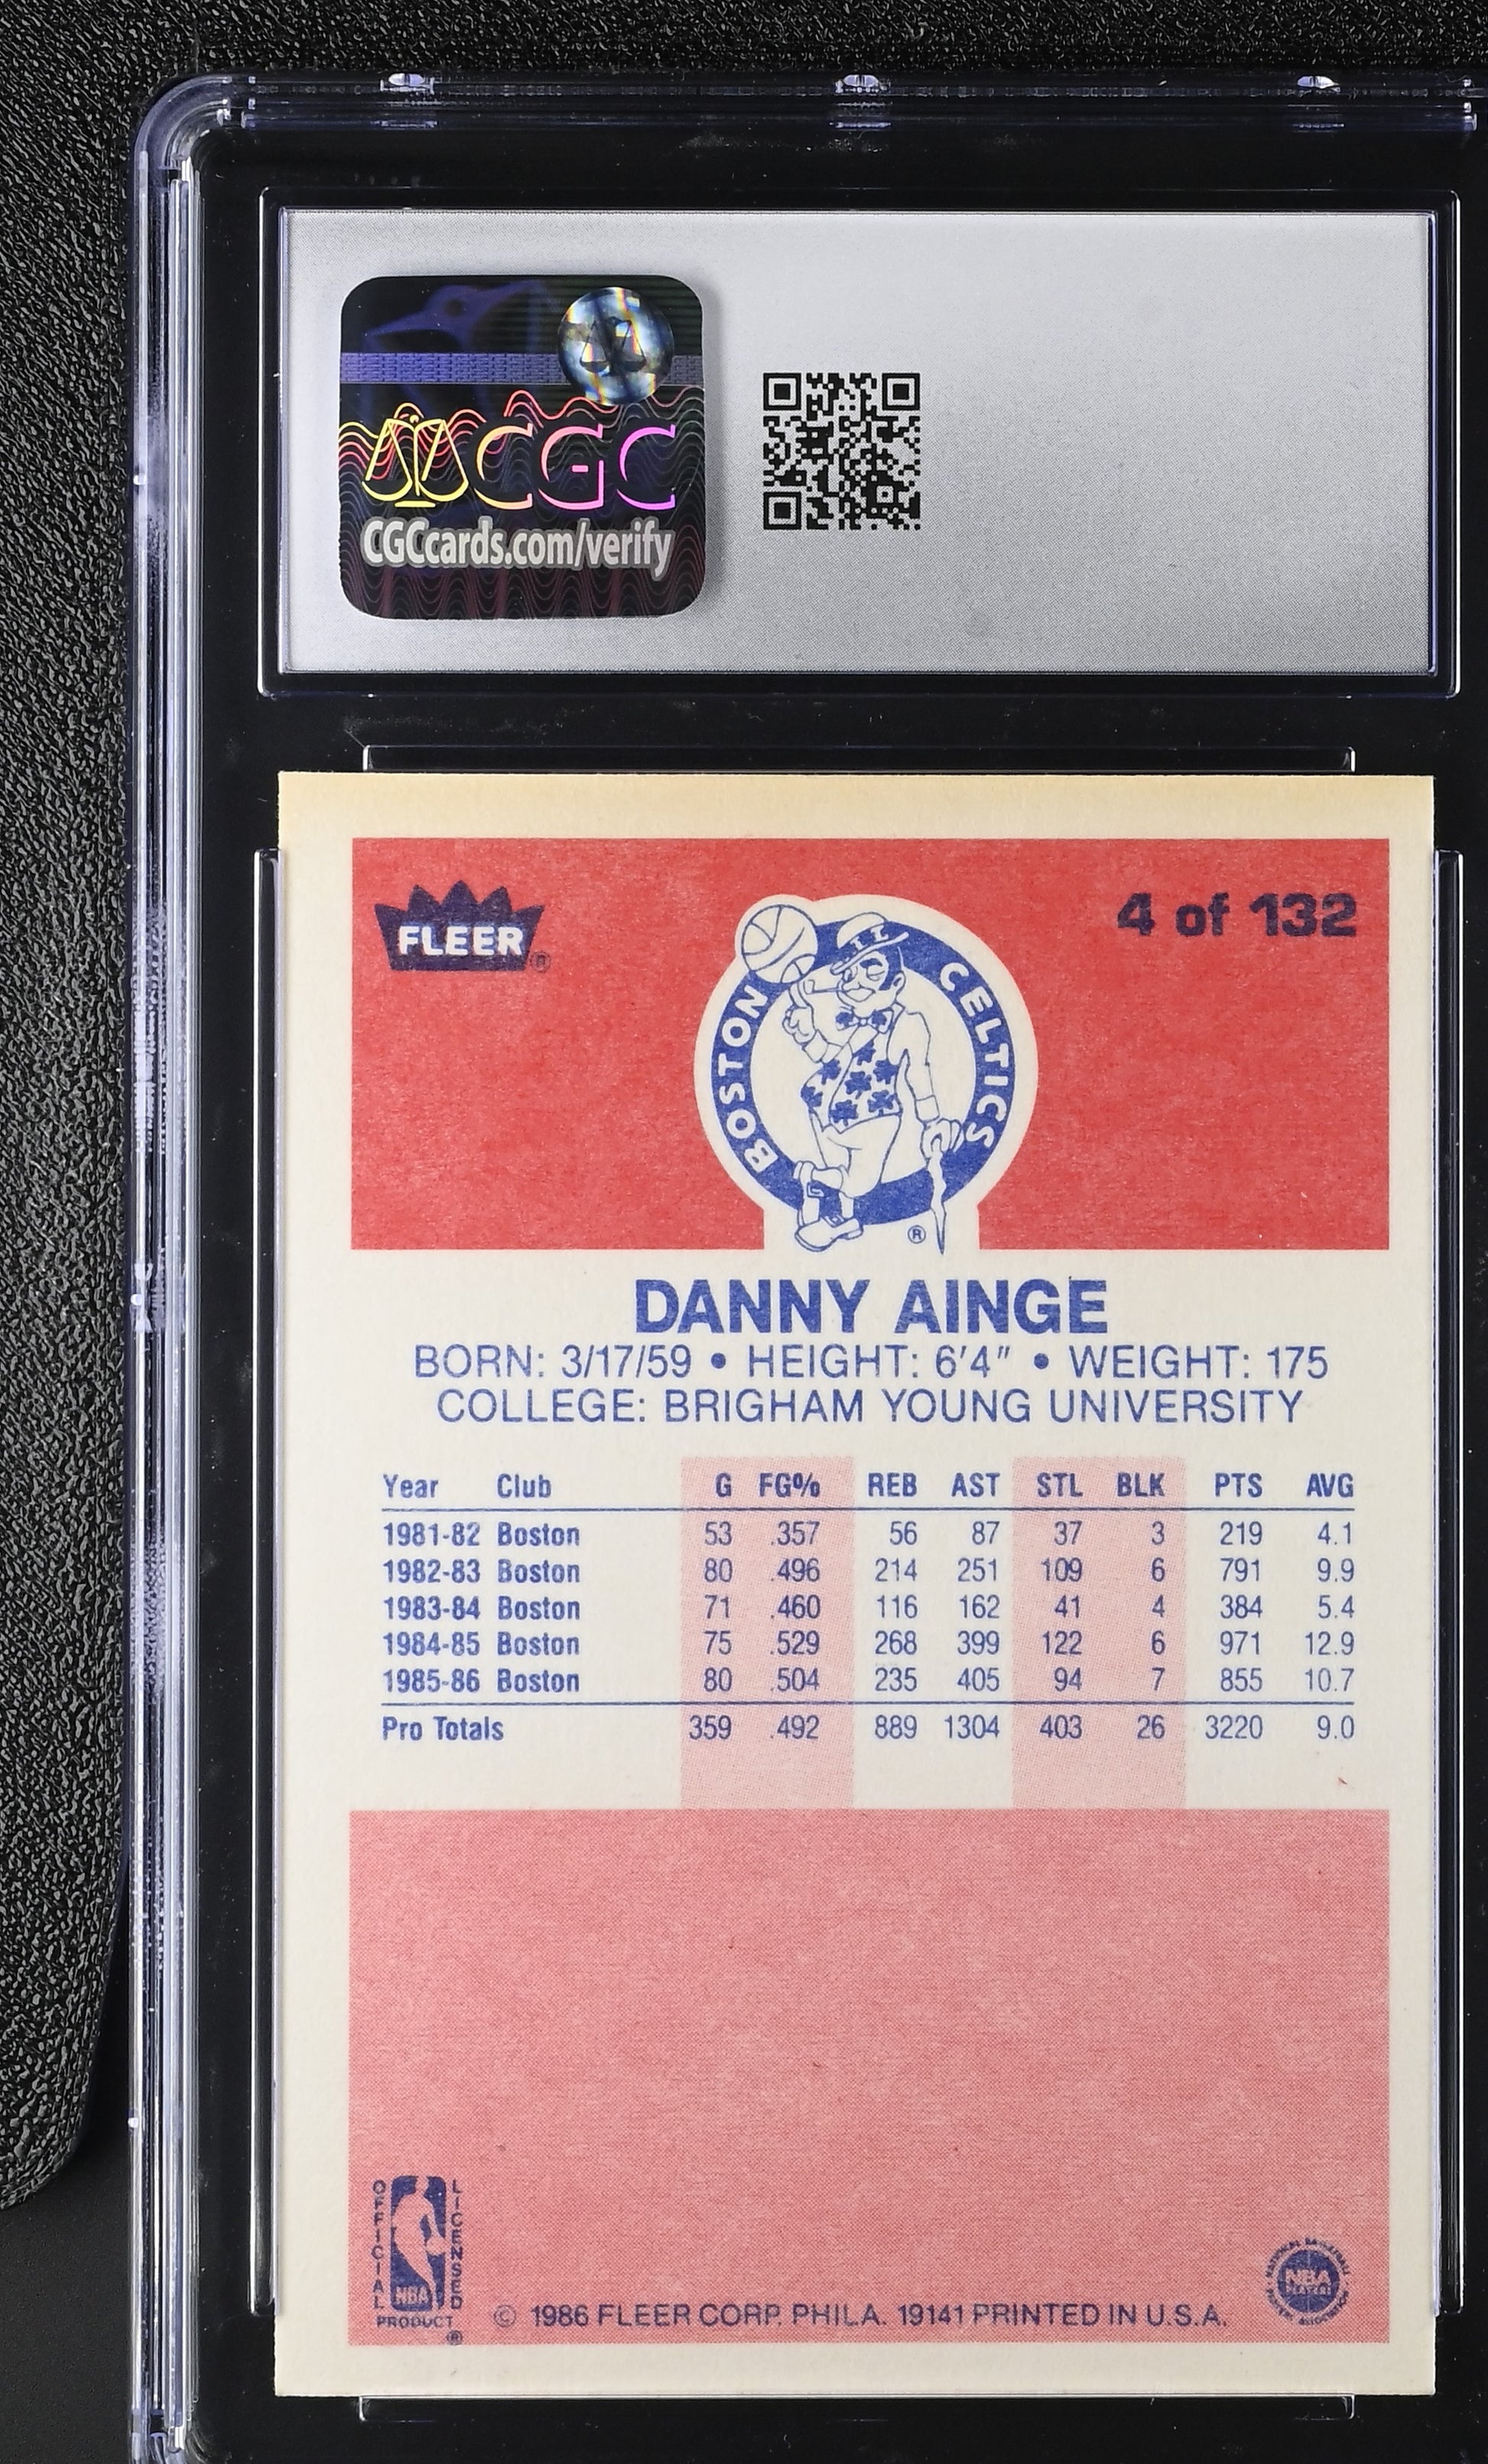 CGC
CGCcards.com/verify
FLEER®
4 of 132
BOSTON CELTICS
®
DANNY AINGE
BORN: 3/17/59 • HEIGHT: 6'4" • WEIGHT: 175
COLLEGE: BRIGHAM YOUNG UNIVERSITY
Year Club G FG% REB AST STL BLK PTS AVG
1981-82 Boston 53 .357 56 87 37 3 219 4.1
1982-83 Boston 80 .496 214 251 109 6 791 9.9
1983-84 Boston 71 .460 116 162 41 4 384 5.4
1984-85 Boston 75 .529 268 399 122 6 971 12.9
1985-86 Boston 80 .504 235 405 94 7 855 10.7
Pro Totals 359 .492 889 1304 403 26 3220 9.0
OFFICIAL LICENSED
NBA
PRODUCT
®
© 1986 FLEER CORP. PHILA. 19141 PRINTED IN U.S.A.
NATIONAL BASKETBALL
NBA
PLAYERS
ASSOCIATION